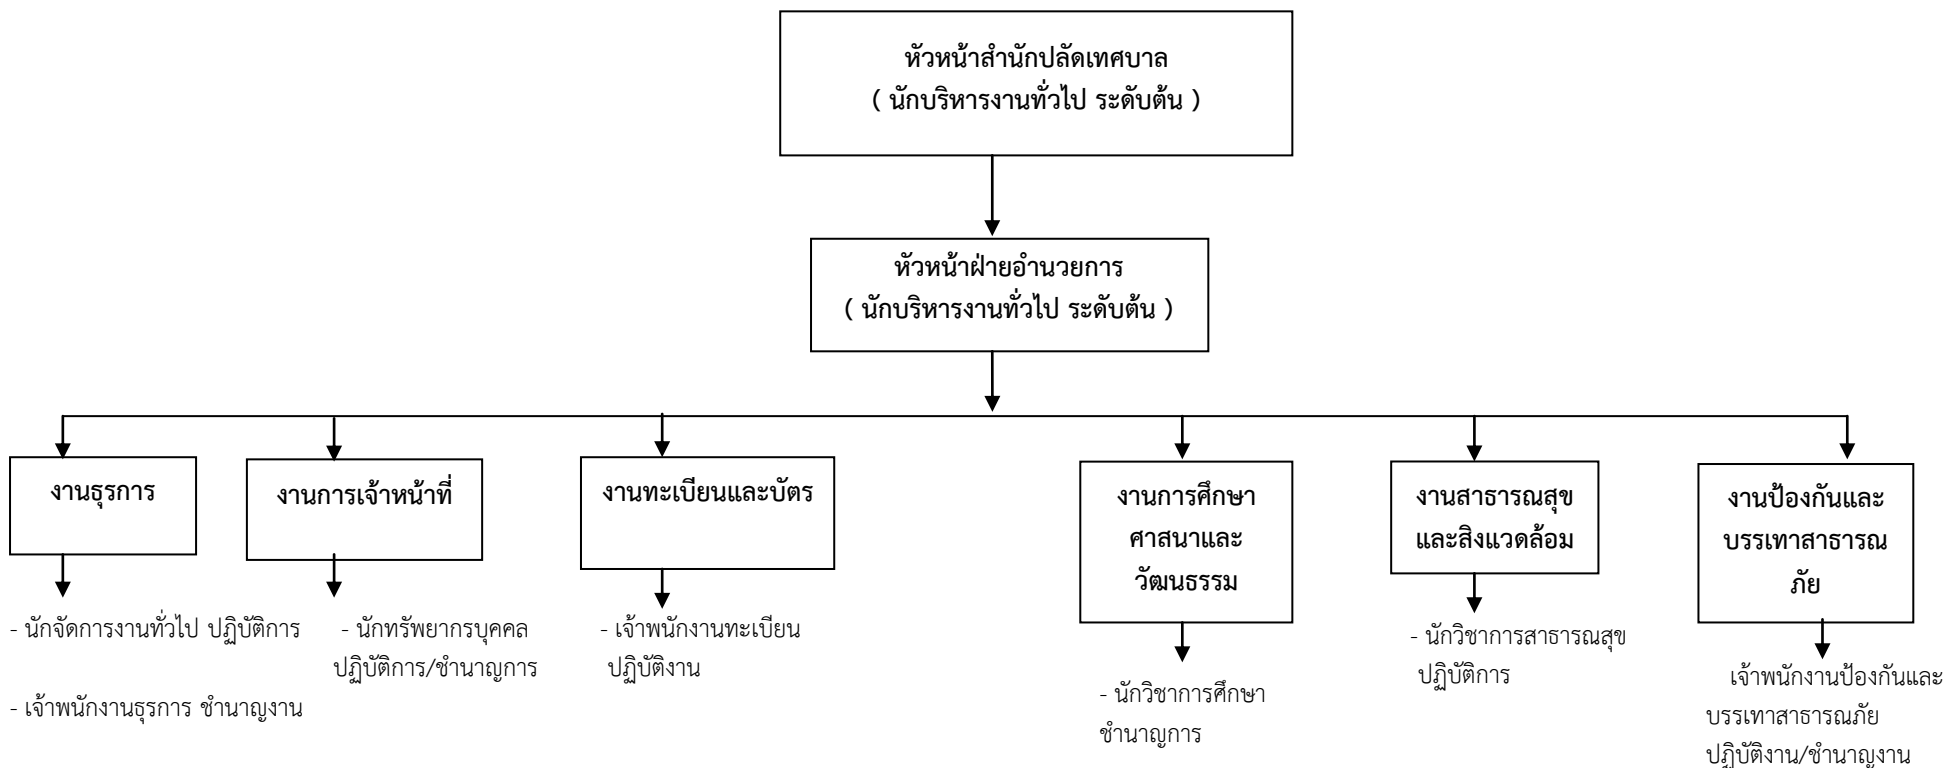 หัวหน้าสำนักปลัดเทศบาล
( นักบริหารงานทั่วไป ระดับต้น )
หัวหน้าฝ่ายอำนวยการ
( นักบริหารงานทั่วไป ระดับต้น )
งานธุรการ
- นักจัดการงานทั่วไป ปฏิบัติการ
- เจ้าพนักงานธุรการ ชำนาญงาน
งานการเจ้าหน้าที่
- นักทรัพยากรบุคคล
ปฏิบัติการ/ชำนาญการ
งานทะเบียนและบัตร
- เจ้าพนักงานทะเบียน
ปฏิบัติงาน
งานการศึกษา
ศาสนาและ
วัฒนธรรม
- นักวิชาการศึกษา
ชำนาญการ
งานสาธารณสุข
และสิงแวดล้อม
- นักวิชาการสาธารณสุข
ปฏิบัติการ
งานป้องกันและ
บรรเทาสาธารณ
ภัย
เจ้าพนักงานป้องกันและ
บรรเทาสาธารณภัย
ปฏิบัติงาน/ชำนาญงาน